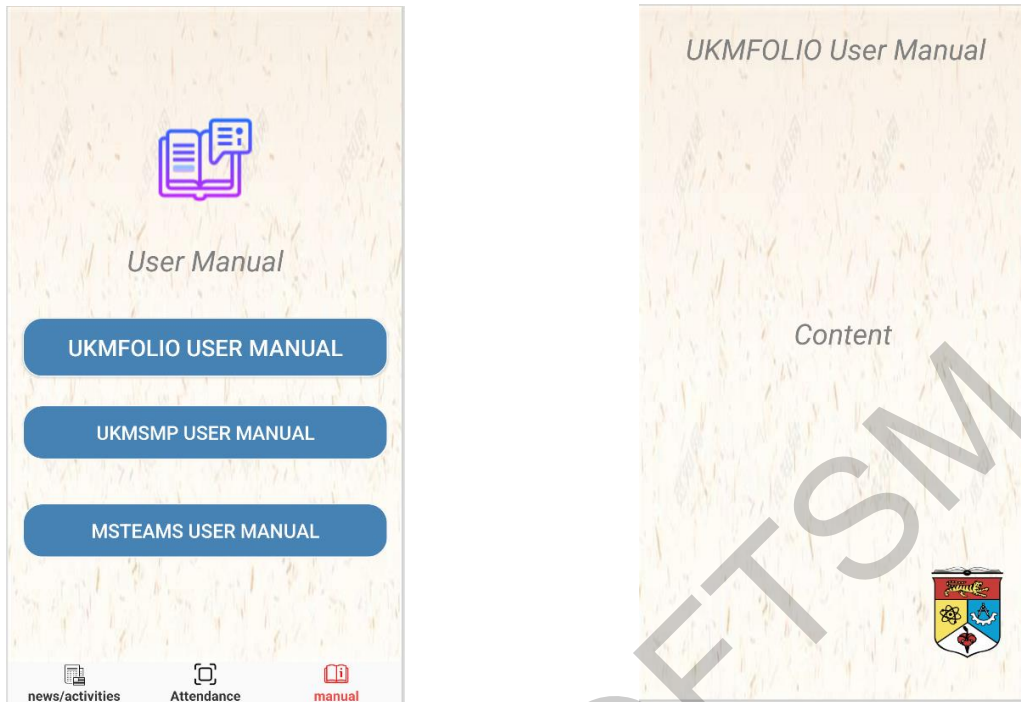 User Manual
UKMFOLIO USER MANUAL
UKMSMP USER MANUAL
MSTEAMS USER MANUAL
news/activities
Attendance
manual
UKMFOLIO User Manual
Content
FTSM